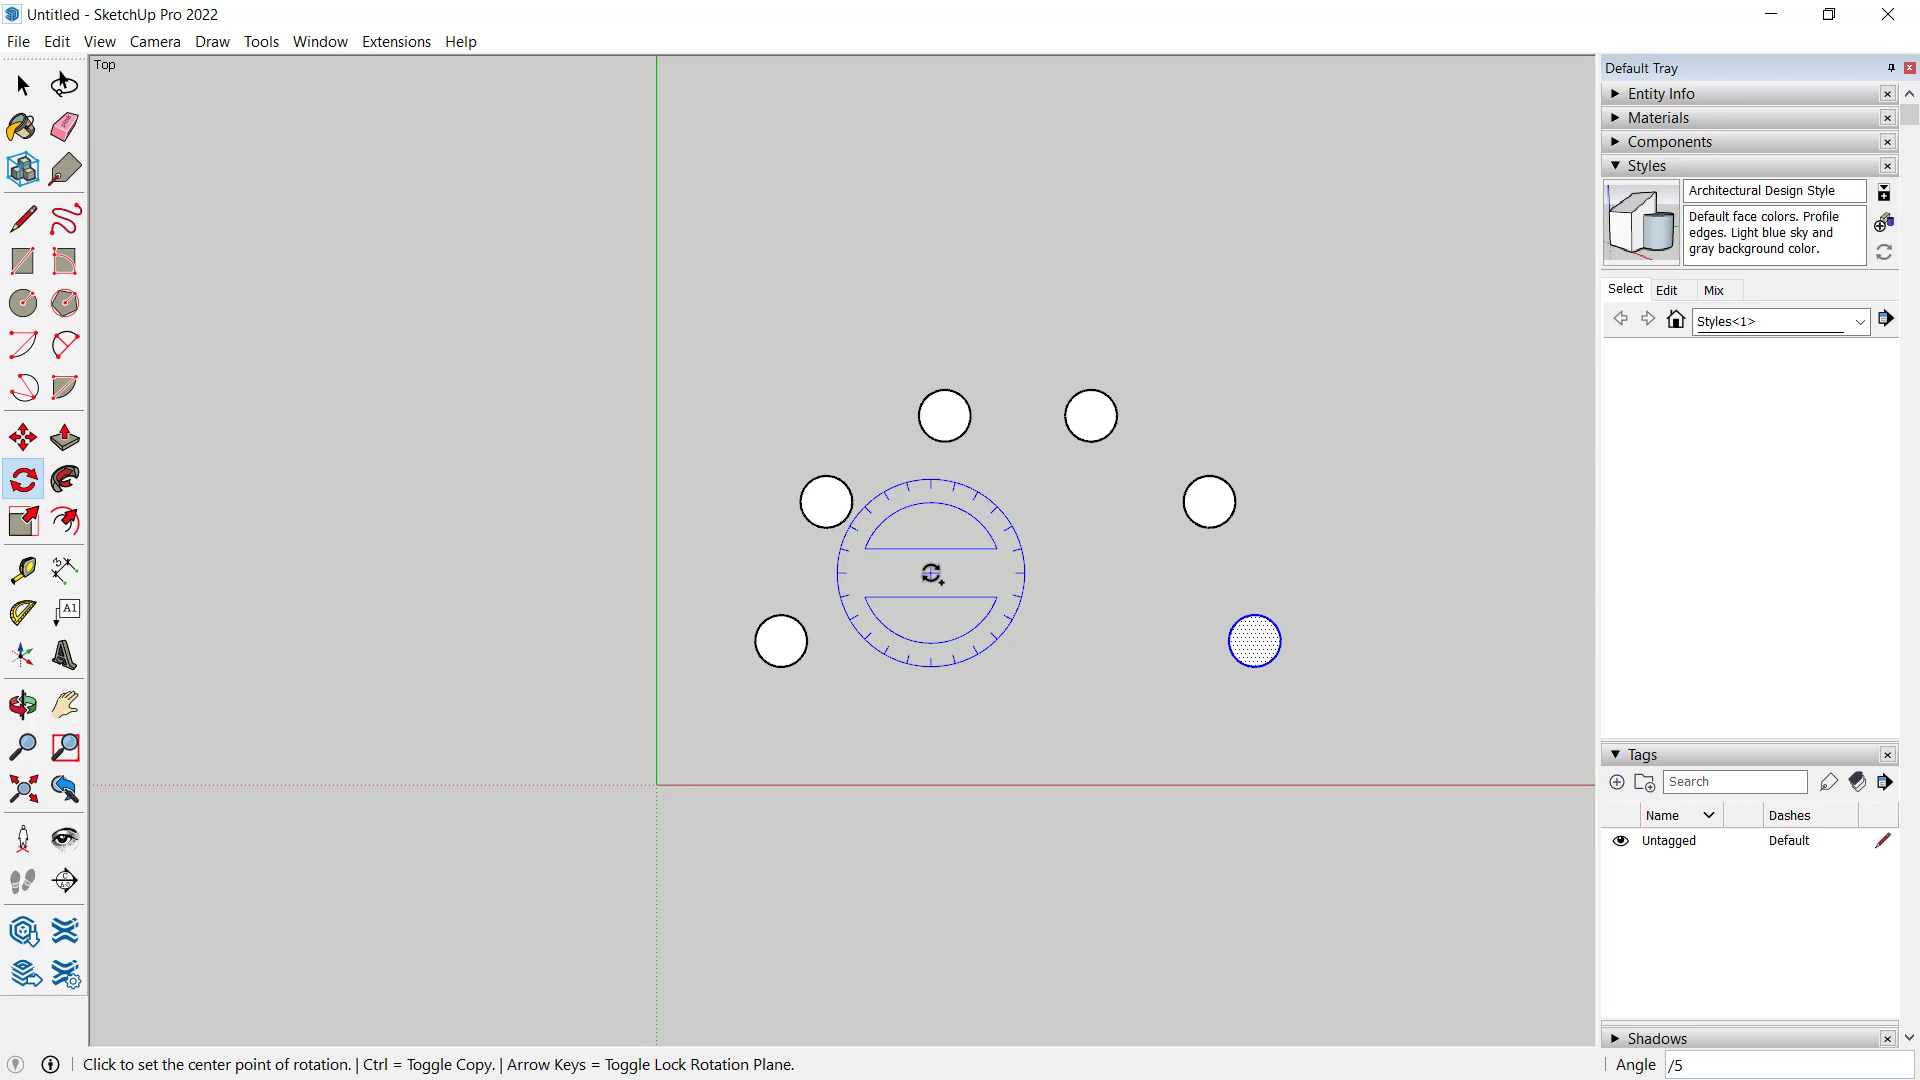 Untitled - SketchUp Pro 2022
File Edit View Camera Draw Tools Window Extensions Help
Top
Default Tray
Entity Info
Materials
Components
Styles
Architectural Design Style
Default face colors. Profile
edges. Light blue sky and
gray background color.
Select Edit Mix
Styles<1>
A1
Tags
Search
Name Dashes
Untagged Default
Shadows
Click to set the center point of rotation. | Ctrl = Toggle Copy. | Arrow Keys = Toggle Lock Rotation Plane.
Angle /5